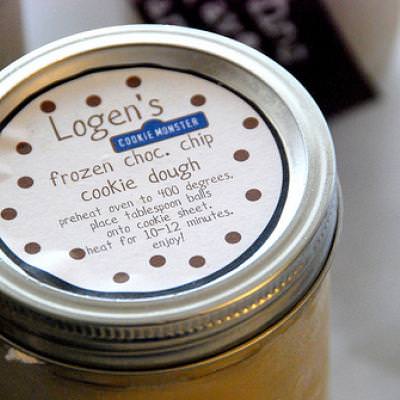 Logen's
COOKIE MONSTER
frozen choc. chip
cookie dough
preheat oven to 400 degrees.
place tablespoon balls
onto cookie sheet.
heat for 10-12 minutes.
enjoy!